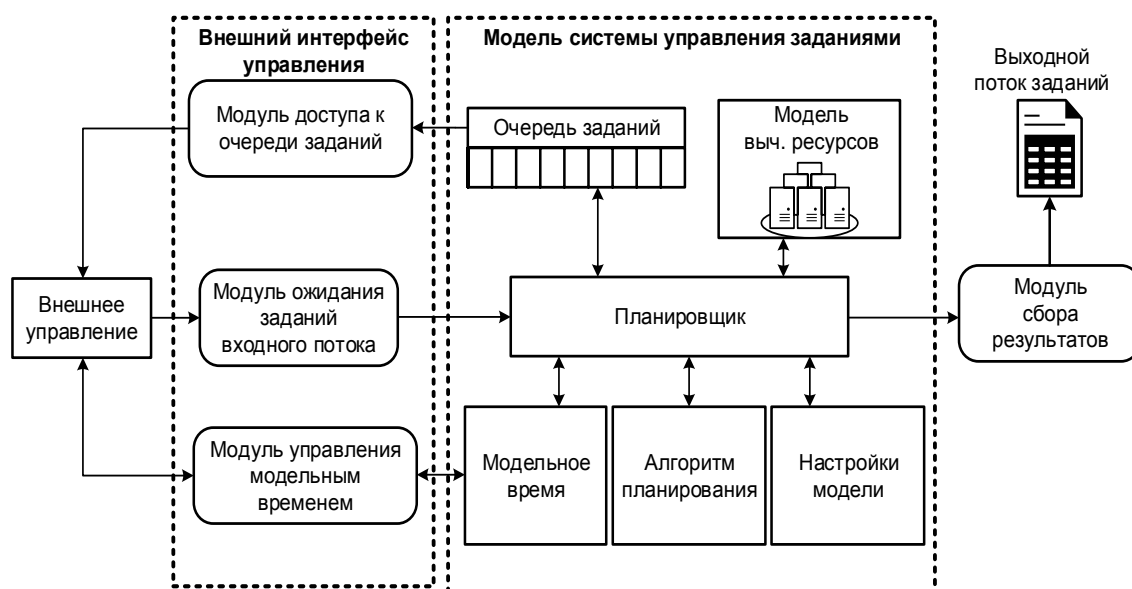 Внешний интерфейс
управления
Модель системы управления заданиями
Выходной
поток заданий
Модуль доступа к
очереди заданий
Очередь заданий
Модель
выч. ресурсов
Внешнее
управление
Модуль ожидания
заданий
входного потока
Планировщик
Модуль
сбора
результатов
Модуль управления
модельным
временем
Модельное
время
Алгоритм
планирования
Настройки
модели